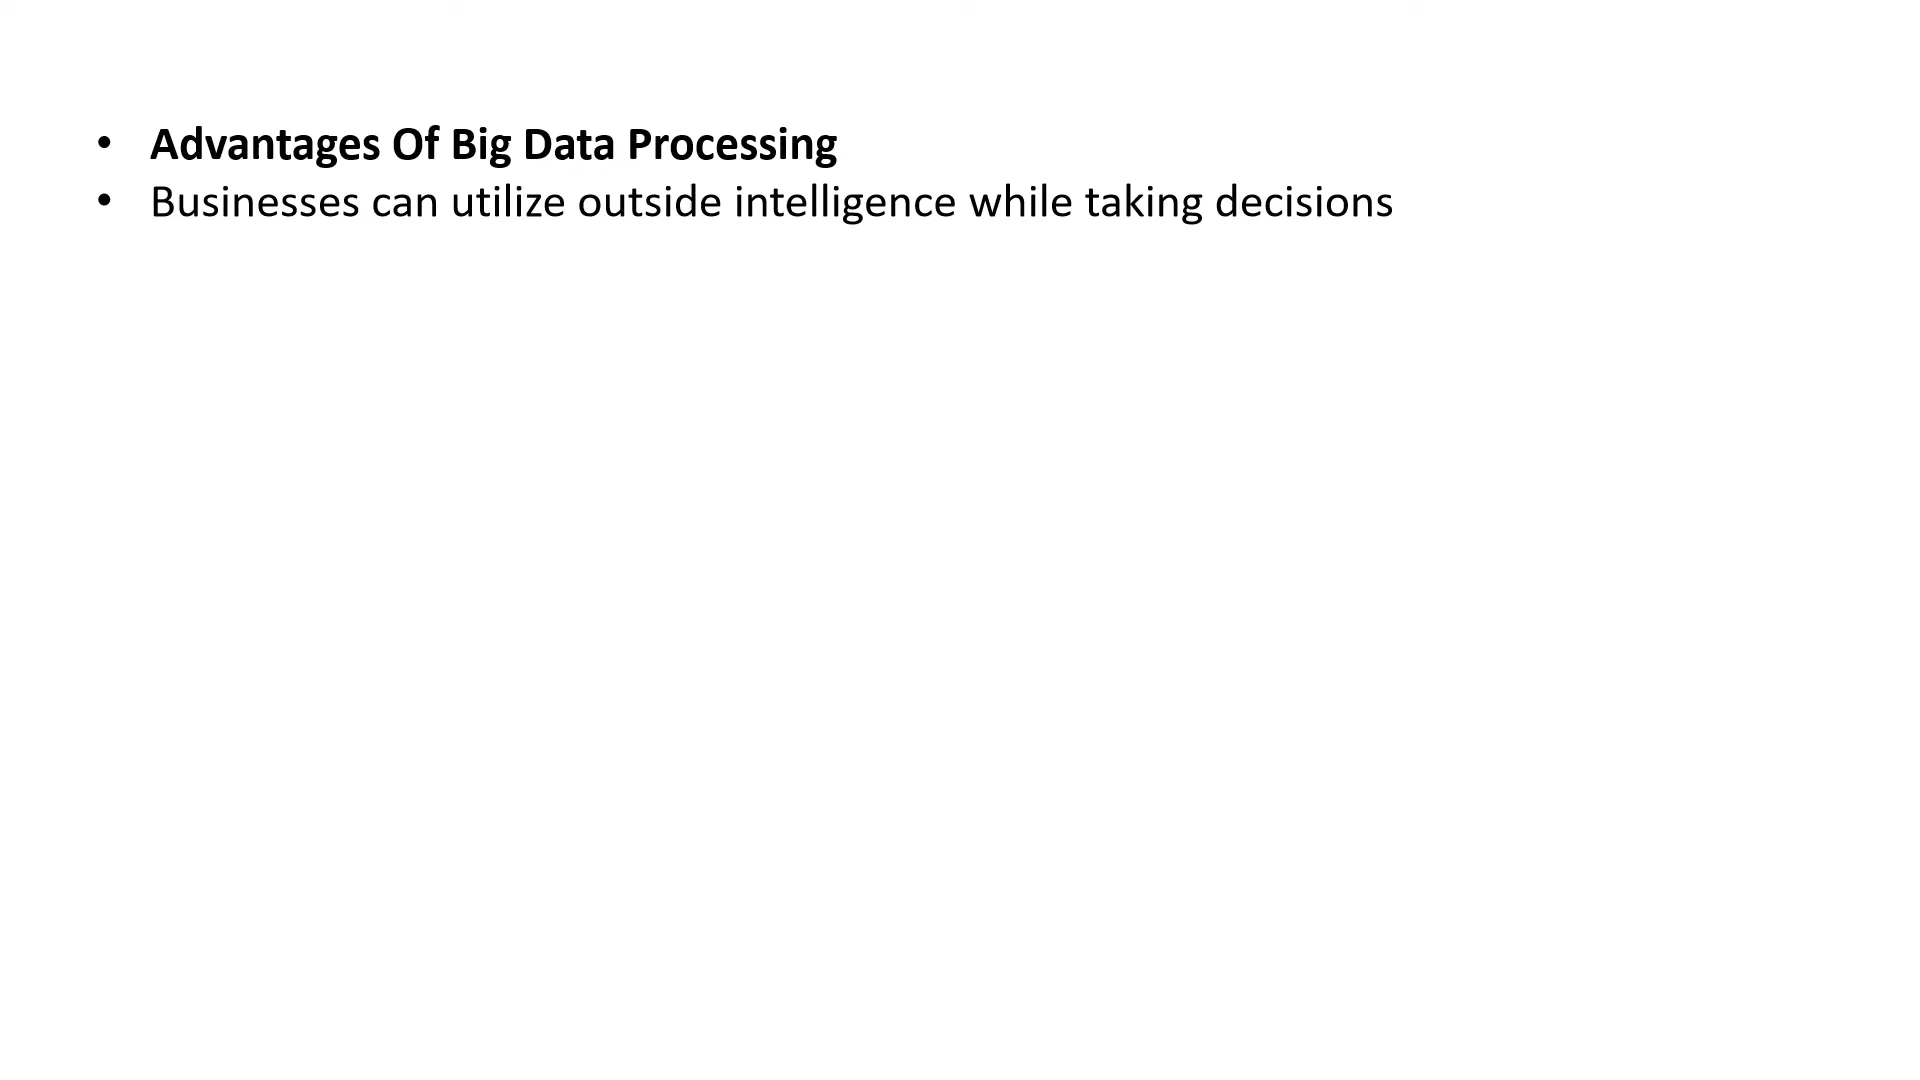 • Advantages Of Big Data Processing
• Businesses can utilize outside intelligence while taking decisions